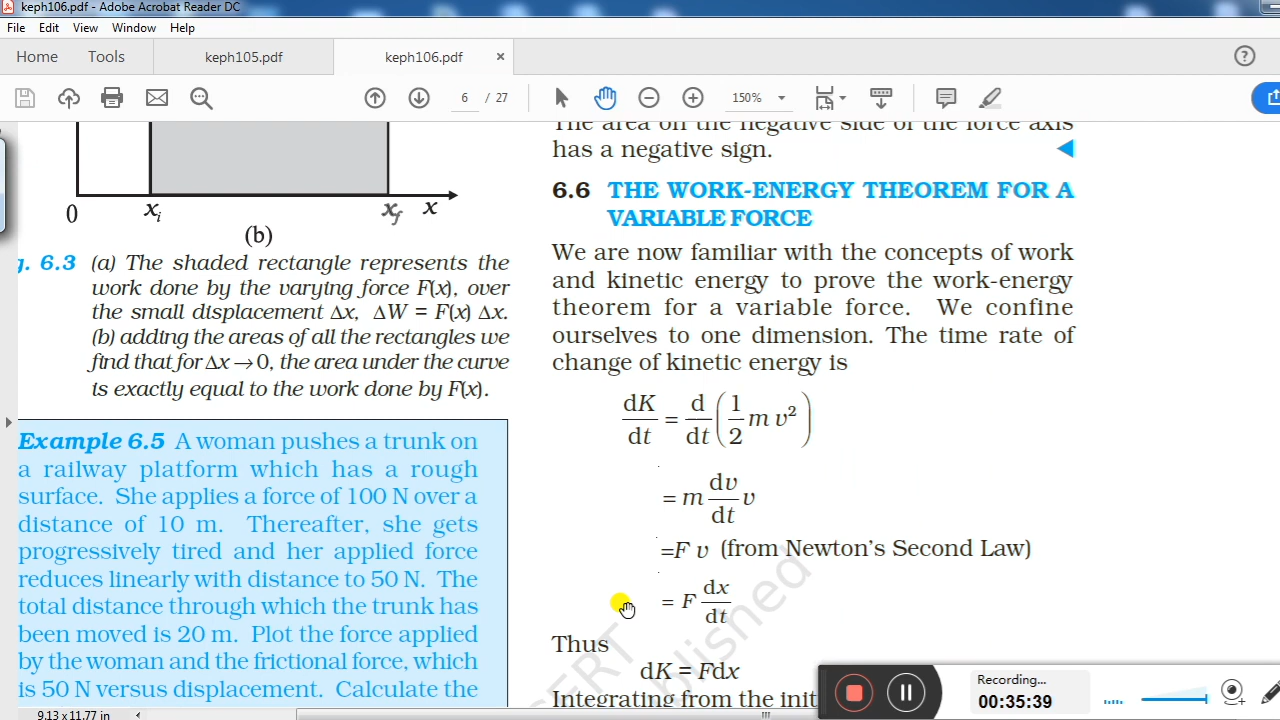 keph106.pdf - Adobe Acrobat Reader DC
File Edit View Window Help
Home Tools keph105.pdf keph106.pdf ×
6 / 27 150%
0 xi xf x
(b)
g. 6.3 (a) The shaded rectangle represents the
work done by the varying force F(x), over
the small displacement Δx, ΔW = F(x) Δx.
(b) adding the areas of all the rectangles we
find that for Δx → 0, the area under the curve
is exactly equal to the work done by F(x).
Example 6.5 A woman pushes a trunk on
a railway platform which has a rough
surface. She applies a force of 100 N over a
distance of 10 m. Thereafter, she gets
progressively tired and her applied force
reduces linearly with distance to 50 N. The
total distance through which the trunk has
been moved is 20 m. Plot the force applied
by the woman and the frictional force, which
is 50 N versus displacement. Calculate the
The area on the negative side of the force axis
has a negative sign.
6.6 THE WORK-ENERGY THEOREM FOR A
VARIABLE FORCE
We are now familiar with the concepts of work
and kinetic energy to prove the work-energy
theorem for a variable force. We confine
ourselves to one dimension. The time rate of
change of kinetic energy is
dK/dt = d/dt (1/2 m v²)
= m dv/dt v
=F v (from Newton's Second Law)
= F dx/dt
Thus
dK = Fdx
Integrating from the init
9.13 x 11.77 in
Recording...
00:35:39